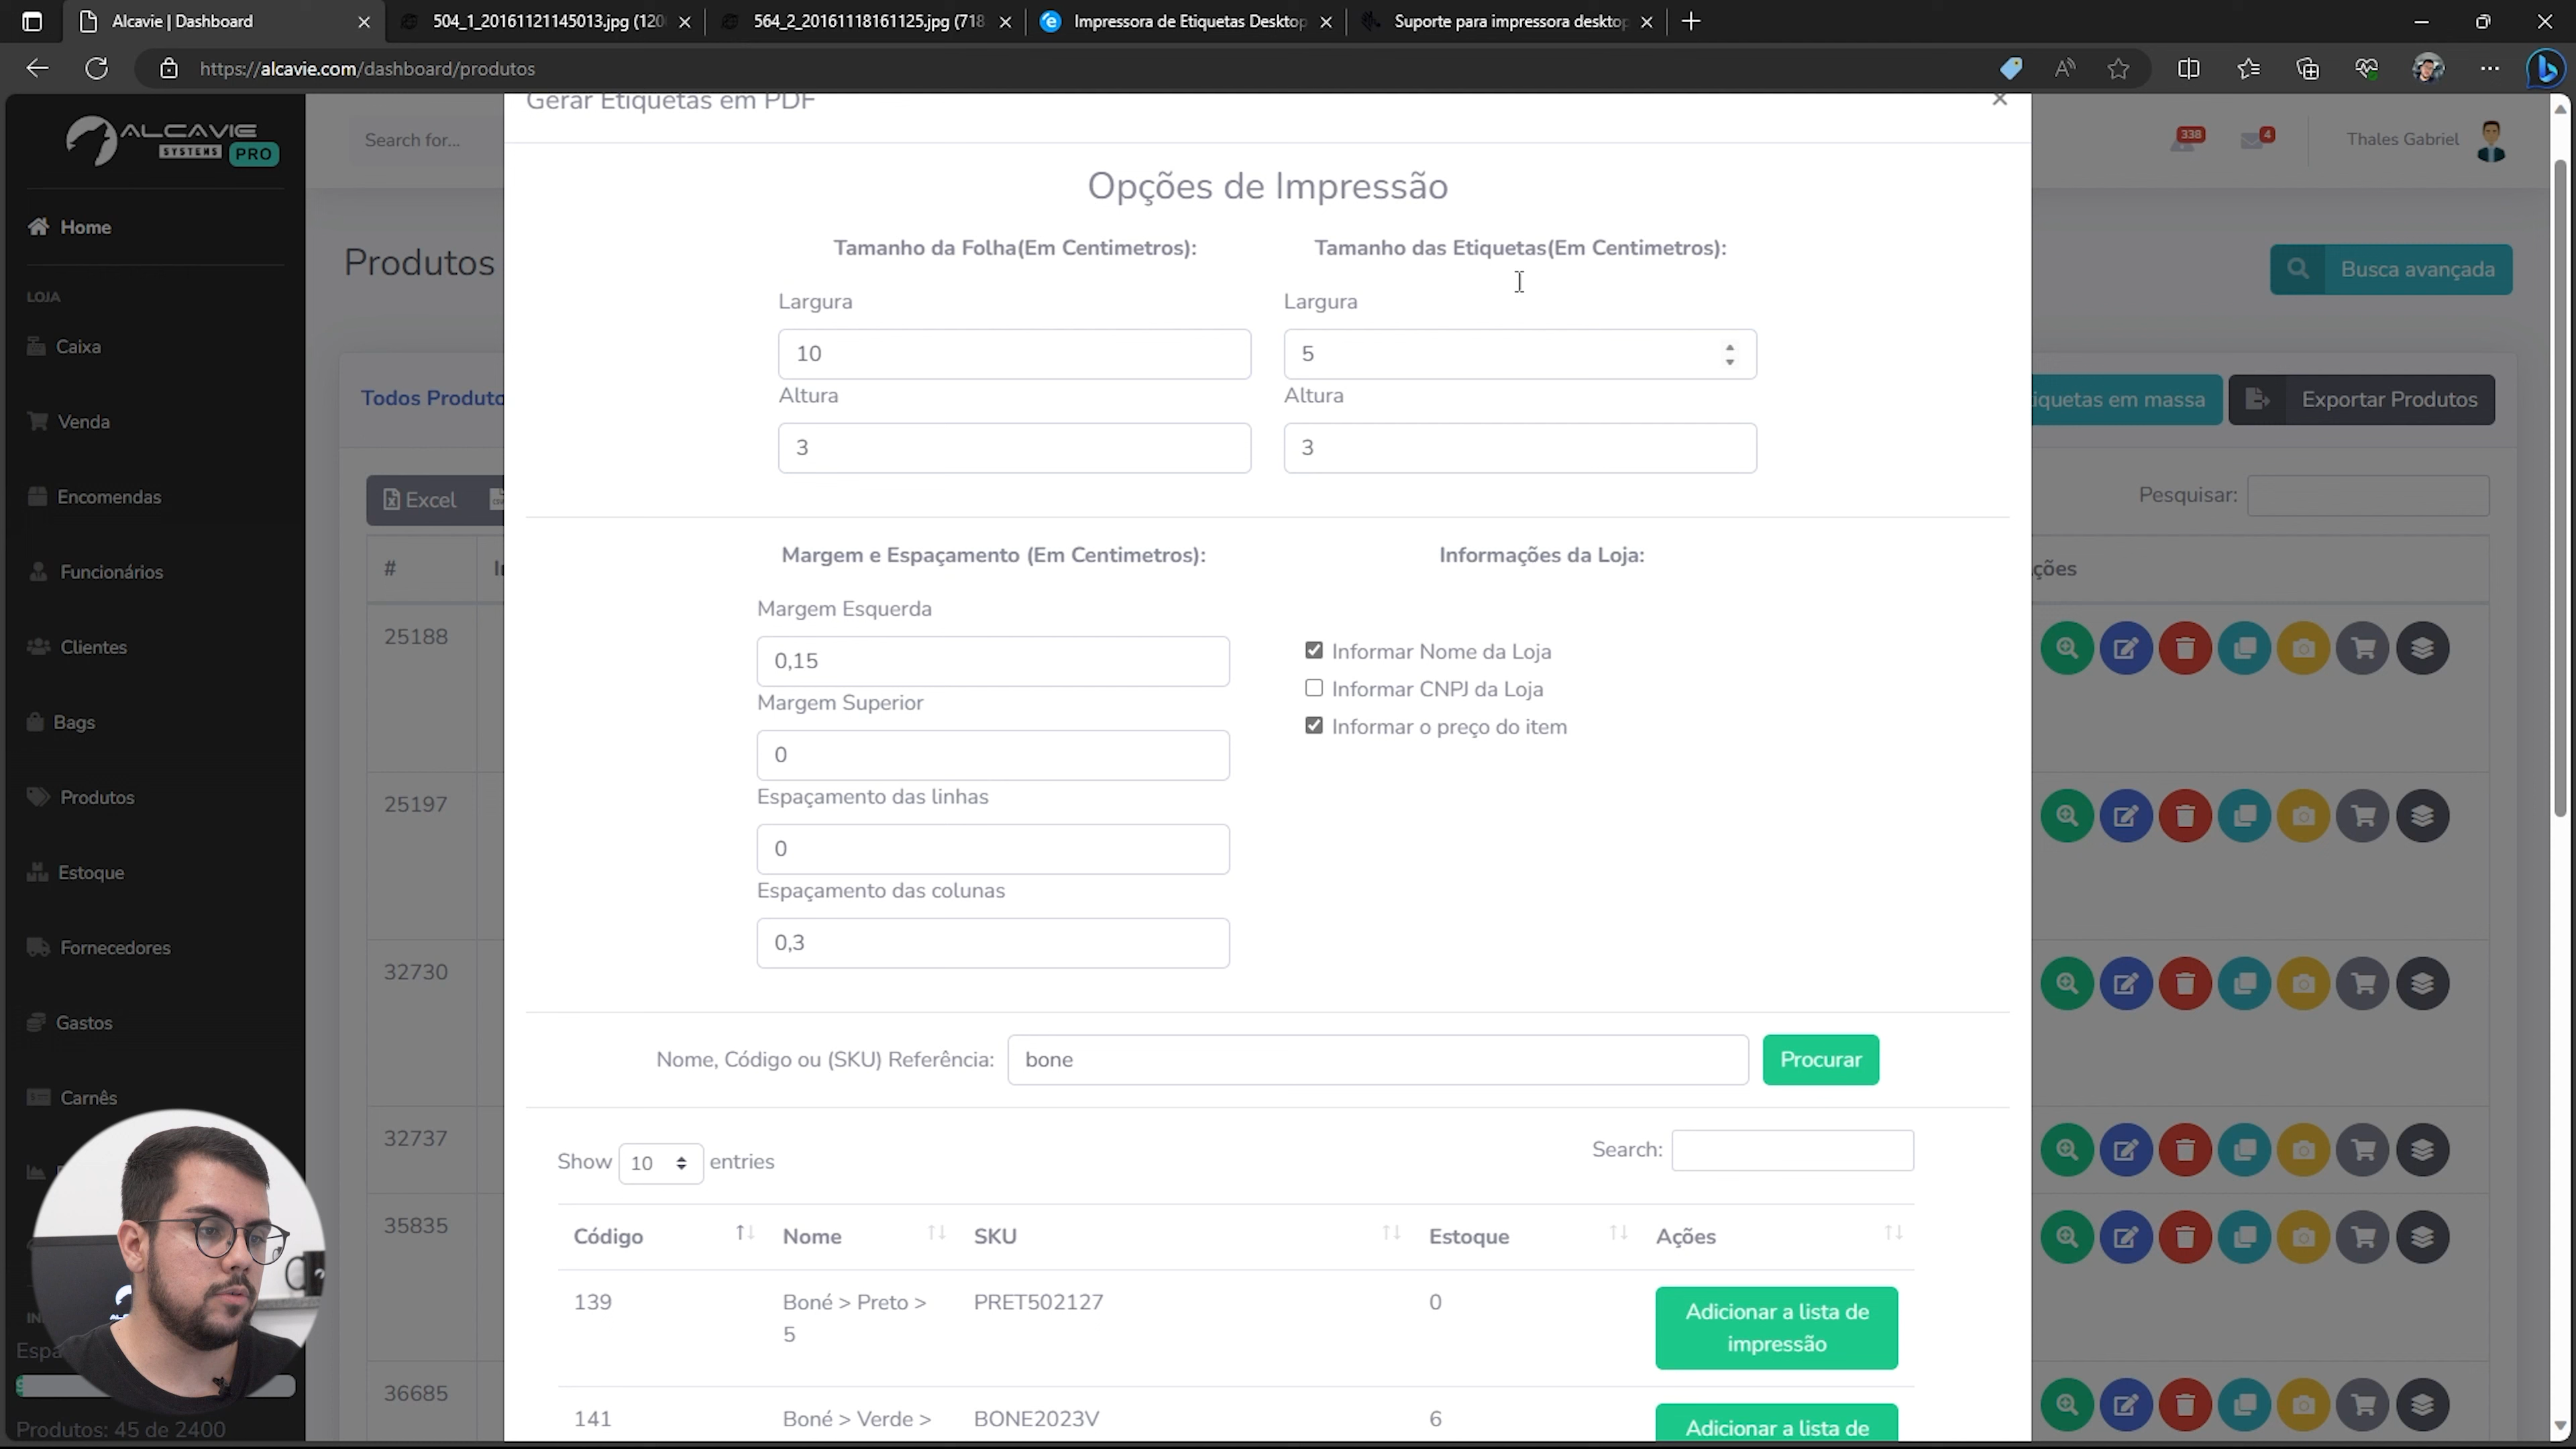 Alcavie | Dashboard
504_1_20161121145013.jpg (120
564_2_20161118161125.jpg (718
Impressora de Etiquetas Desktop
Suporte para impressora desktop
https://alcavie.com/dashboard/produtos
Gerar Etiquetas em PDF
ALCAVIE
SYSTEMS PRO
Search for...
338
4
Thales Gabriel
Home
LOJA
Caixa
Venda
Encomendas
Funcionários
Clientes
Bags
Produtos
Estoque
Fornecedores
Gastos
Carnês
Espa
Produtos: 45 de 2400
Produtos
Busca avançada
Todos Produto
iquetas em massa
Exportar Produtos
Excel
Pesquisar:
#
ções
25188
25197
32730
32737
35835
36685
Opções de Impressão
Tamanho da Folha(Em Centimetros):
Largura
10
Altura
3
Tamanho das Etiquetas(Em Centimetros):
Largura
5
Altura
3
Margem e Espaçamento (Em Centimetros):
Margem Esquerda
0,15
Margem Superior
0
Espaçamento das linhas
0
Espaçamento das colunas
0,3
Informações da Loja:
Informar Nome da Loja
Informar CNPJ da Loja
Informar o preço do item
Nome, Código ou (SKU) Referência:
bone
Procurar
Show 10 entries
Search:
Código Nome SKU Estoque Ações
139 Boné > Preto > PRET502127 0 Adicionar a lista de
5 impressão
141 Boné > Verde > BONE2023V 6 Adicionar a lista de